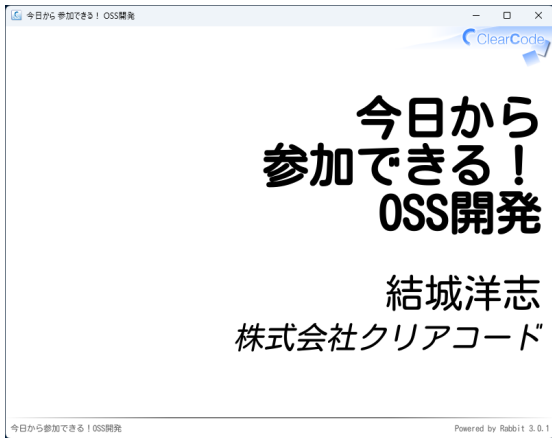 今日から 参加できる! OSS開発
ClearCode
今日から
参加できる!
OSS開発
結城洋志
株式会社クリアコード
今日から参加できる!OSS開発
Powered by Rabbit 3.0.1